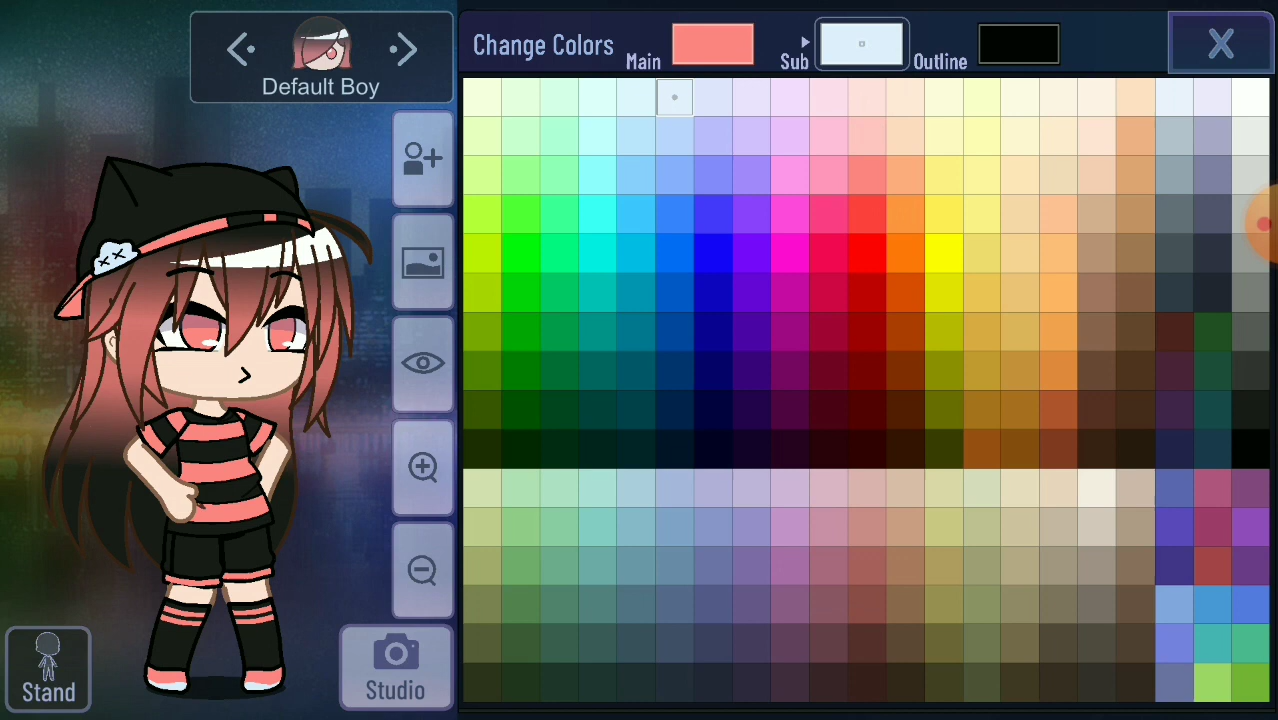 Default Boy
Change Colors
Main
Sub
Outline
X
Stand
Studio